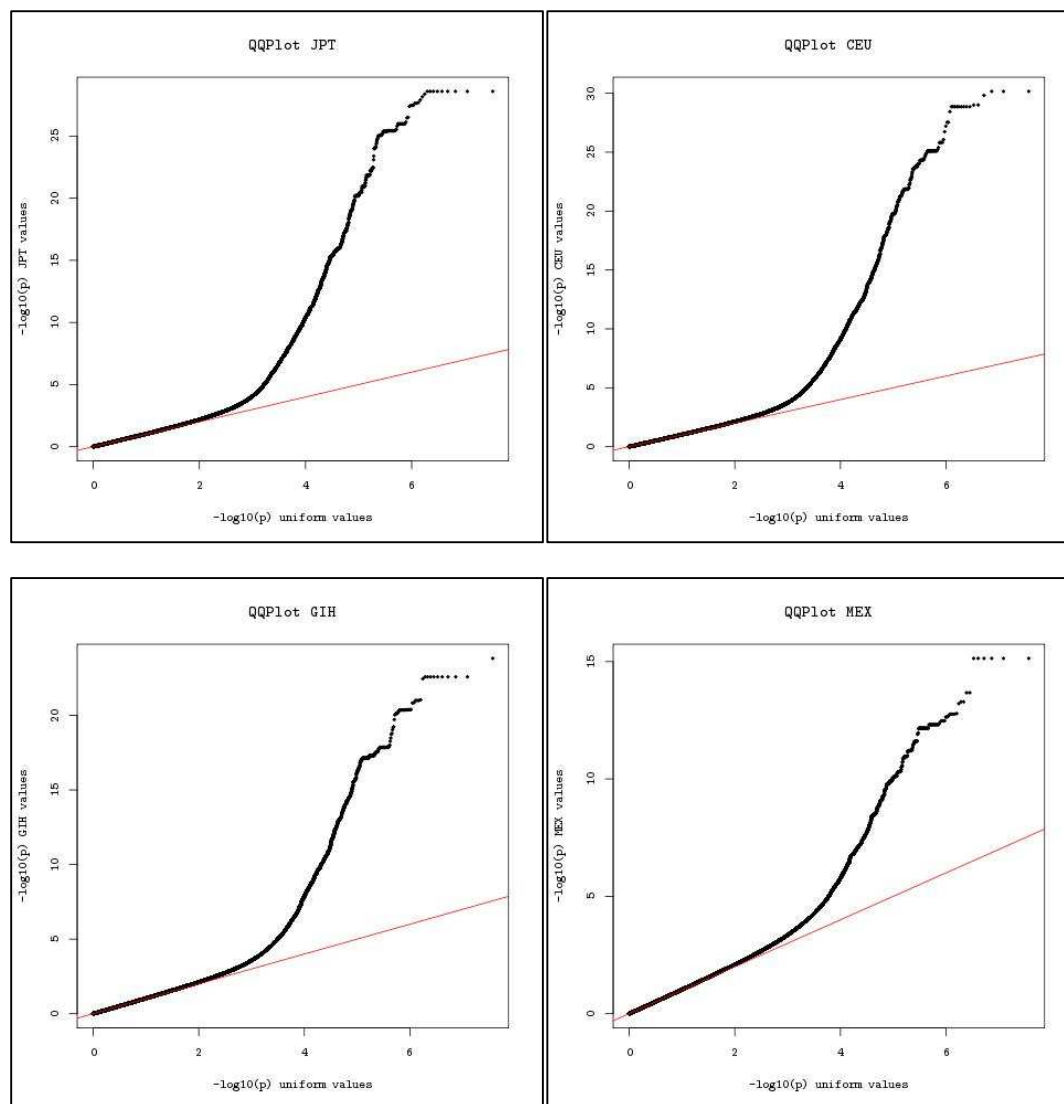 QQPlot JPT
-log10(p) JPT values
25
20
15
10
5
0
0 2 4 6
-log10(p) uniform values
QQPlot CEU
-log10(p) CEU values
30
25
20
15
10
5
0
0 2 4 6
-log10(p) uniform values
QQPlot GIH
-log10(p) GIH values
20
15
10
5
0
0 2 4 6
-log10(p) uniform values
QQPlot MEX
-log10(p) MEX values
15
10
5
0
0 2 4 6
-log10(p) uniform values